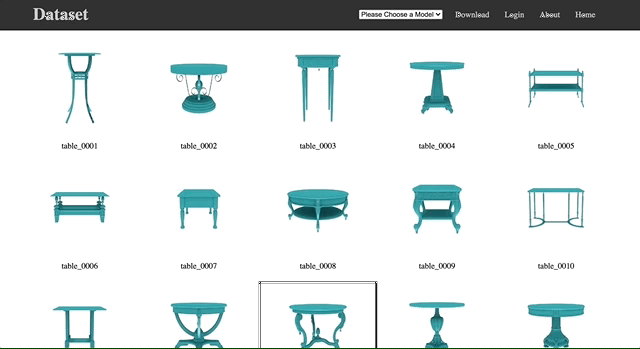 Dataset
Please Choose a Model
Download
Login
About
Home
table_0001
table_0002
table_0003
table_0004
table_0005
table_0006
table_0007
table_0008
table_0009
table_0010